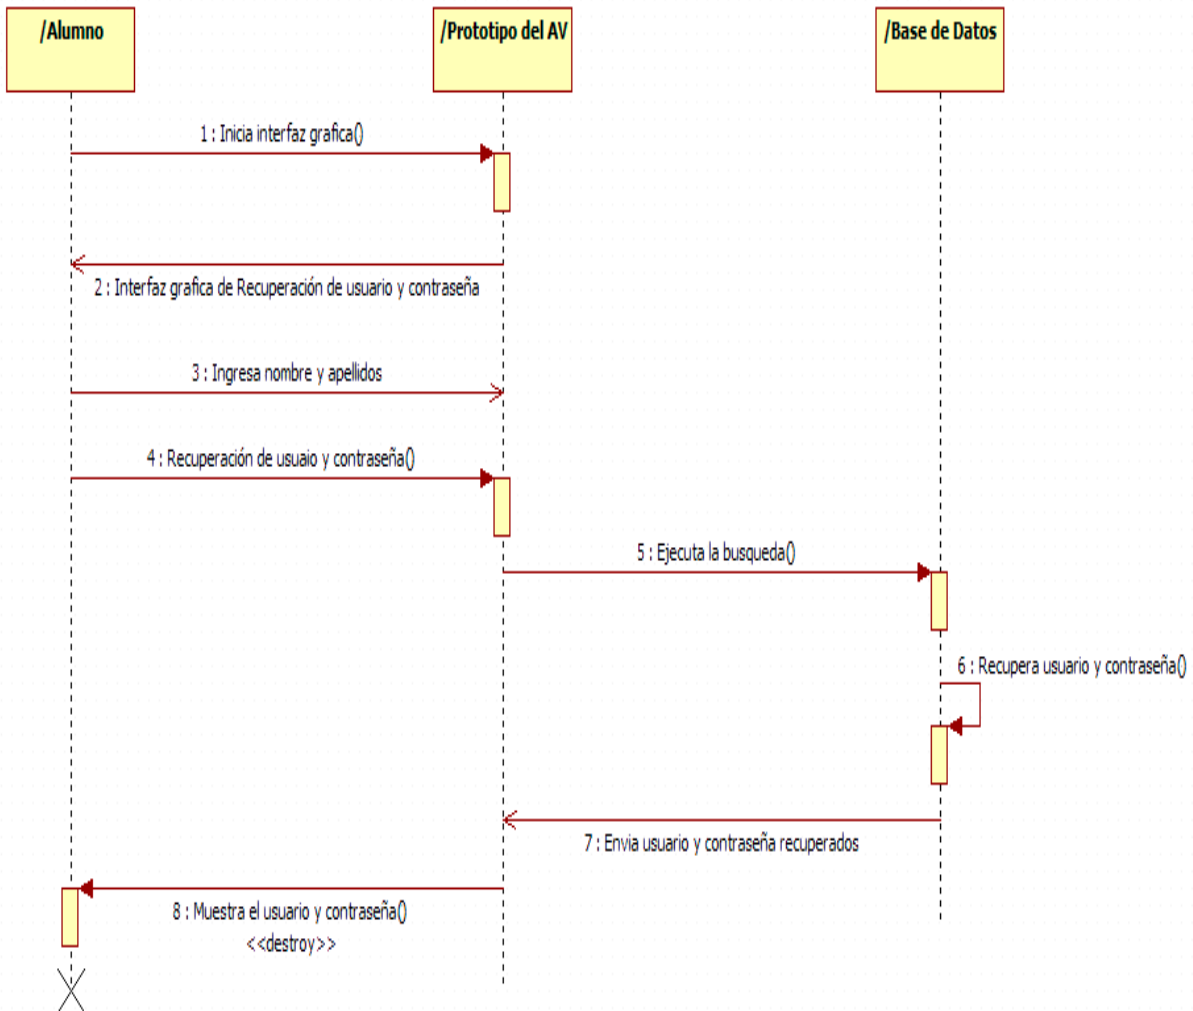 /Alumno
/Prototipo del AV
/Base de Datos
1 : Inicia interfaz grafica()
2 : Interfaz grafica de Recuperación de usuario y contraseña
3 : Ingresa nombre y apellidos
4 : Recuperación de usuaio y contraseña()
5 : Ejecuta la busqueda()
6 : Recupera usuario y contraseña()
7 : Envia usuario y contraseña recuperados
8 : Muestra el usuario y contraseña()
<<destroy>>